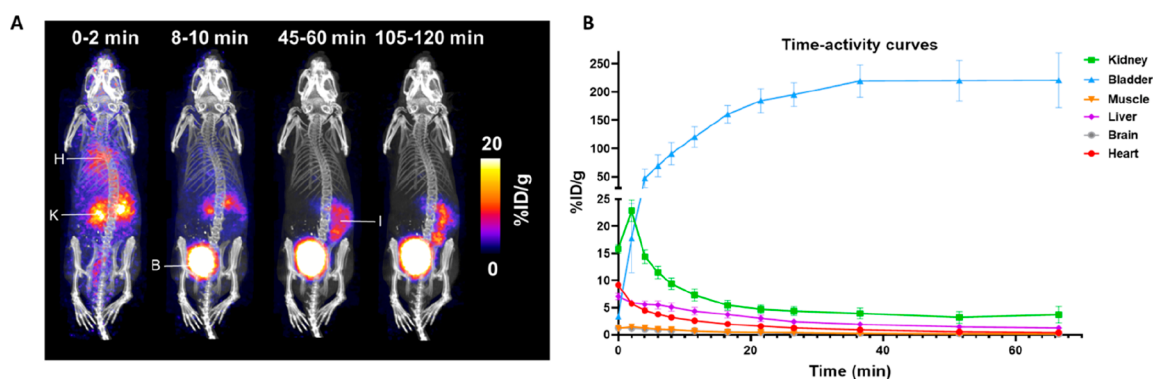 A
0-2 min 8-10 min 45-60 min 105-120 min
H
K
B
I
20
%ID/g
0
B
Time-activity curves
Kidney
Bladder
Muscle
Liver
Brain
Heart
250
200
150
100
50
25
20
15
10
5
0
%ID/g
0 20 40 60
Time (min)